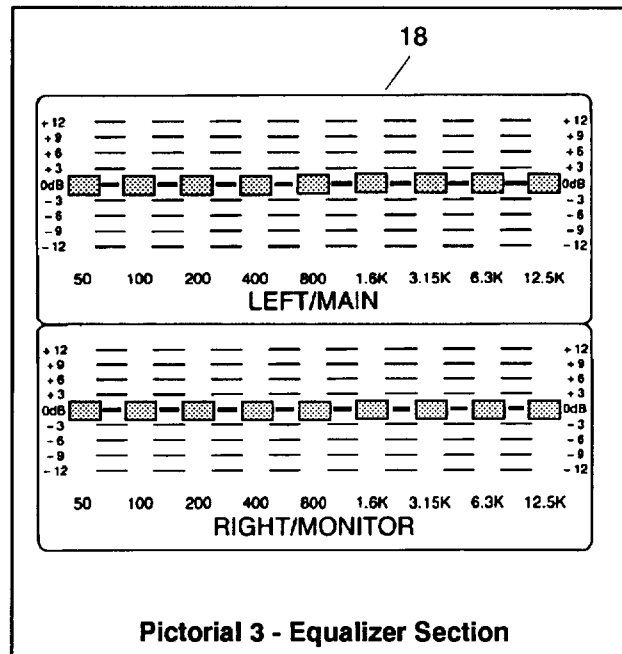 18
+12 +12
+9 +9
+6 +6
+3 +3
0dB 0dB
-3 -3
-6 -6
-9 -9
-12 -12
50 100 200 400 800 1.6K 3.15K 6.3K 12.5K
LEFT/MAIN
+12 +12
+9 +9
+6 +6
+3 +3
0dB 0dB
-3 -3
-6 -6
-9 -9
-12 -12
50 100 200 400 800 1.6K 3.15K 6.3K 12.5K
RIGHT/MONITOR
Pictorial 3 - Equalizer Section